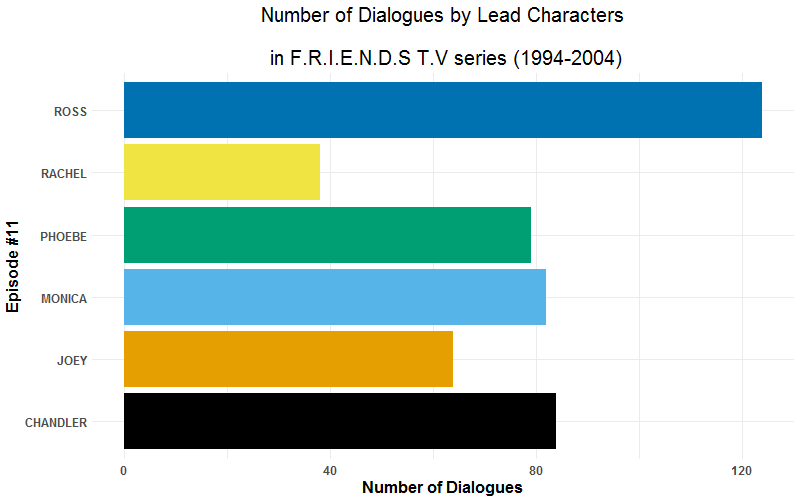 Number of Dialogues by Lead Characters
in F.R.I.E.N.D.S T.V series (1994-2004)
Episode #11
ROSS
RACHEL
PHOEBE
MONICA
JOEY
CHANDLER
0 40 80 120
Number of Dialogues